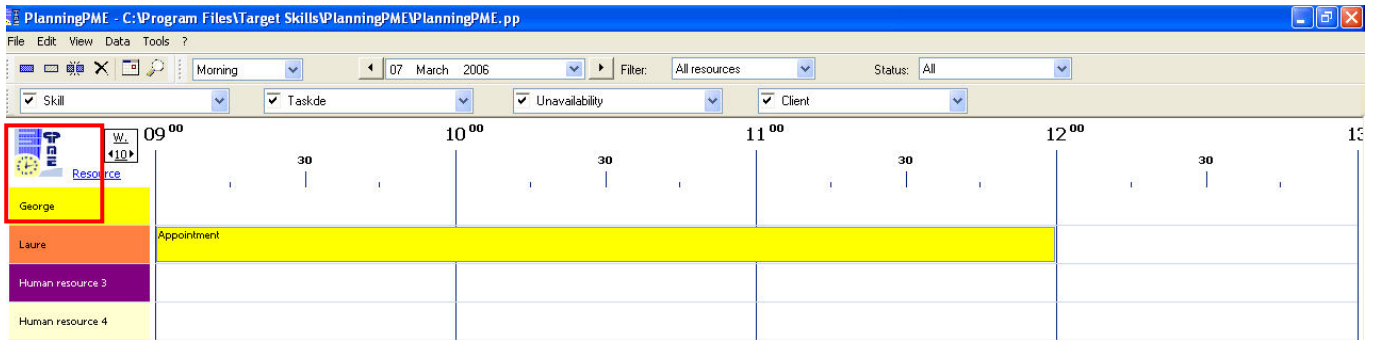 PlanningPME - C:\Program Files\Target Skills\PlanningPME\PlanningPME.pp
File Edit View Data Tools ?
Morning 07 March 2006 Filter: All resources Status: All
Skill Taskde Unavailability Client
PME W. 09 00 10 00 11 00 12 00 13
10 30 30 30 30
Resource
George
Laure Appointment
Human resource 3
Human resource 4